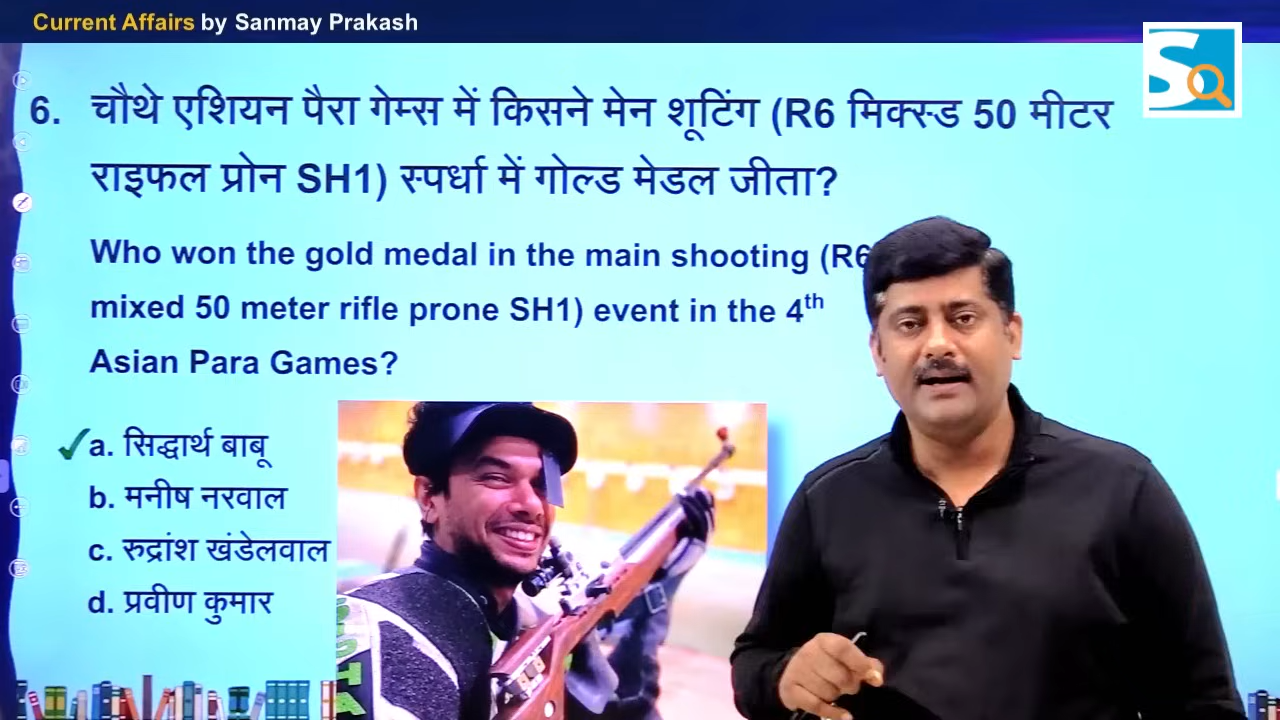 Current Affairs by Sanmay Prakash
SQ
6. चौथे एशियन पैरा गेम्स में किसने मेन शूटिंग (R6 मिक्स्ड 50 मीटर
राइफल प्रोन SH1) स्पर्धा में गोल्ड मेडल जीता?
Who won the gold medal in the main shooting (R6
mixed 50 meter rifle prone SH1) event in the 4th
Asian Para Games?
a. सिद्धार्थ बाबू
b. मनीष नरवाल
c. रुद्रांश खंडेलवाल
d. प्रवीण कुमार